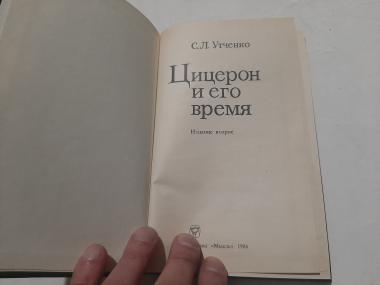 С.Л. Утченко
Цицерон
и его
время
Издание второе
«Мысль» 1986